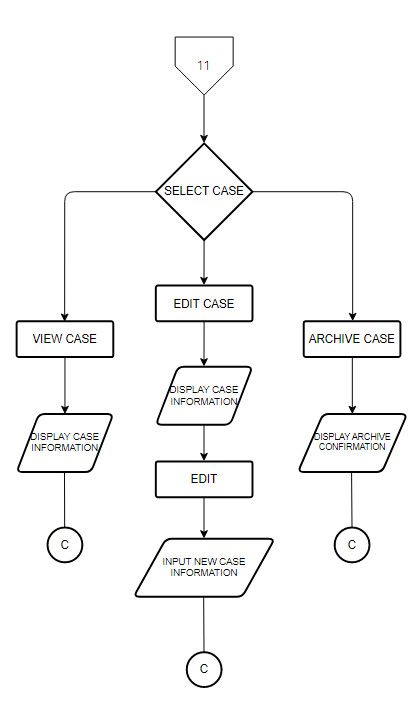 11
SELECT CASE
VIEW CASE
DISPLAY CASE
INFORMATION
C
EDIT CASE
DISPLAY CASE
INFORMATION
EDIT
INPUT NEW CASE
INFORMATION
C
ARCHIVE CASE
DISPLAY ARCHIVE
CONFIRMATION
C